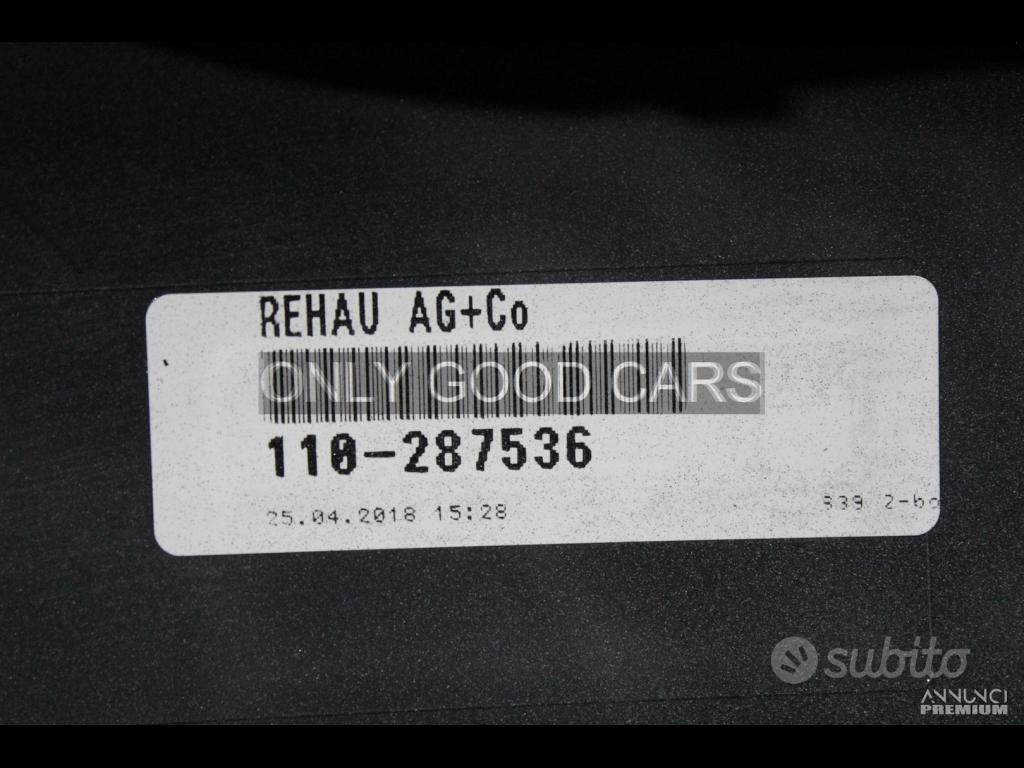 REHAU AG+Co
ONLY GOOD CARS
110-287536
25.04.2018 15:28
subito
ANNUNCI
PREMIUM